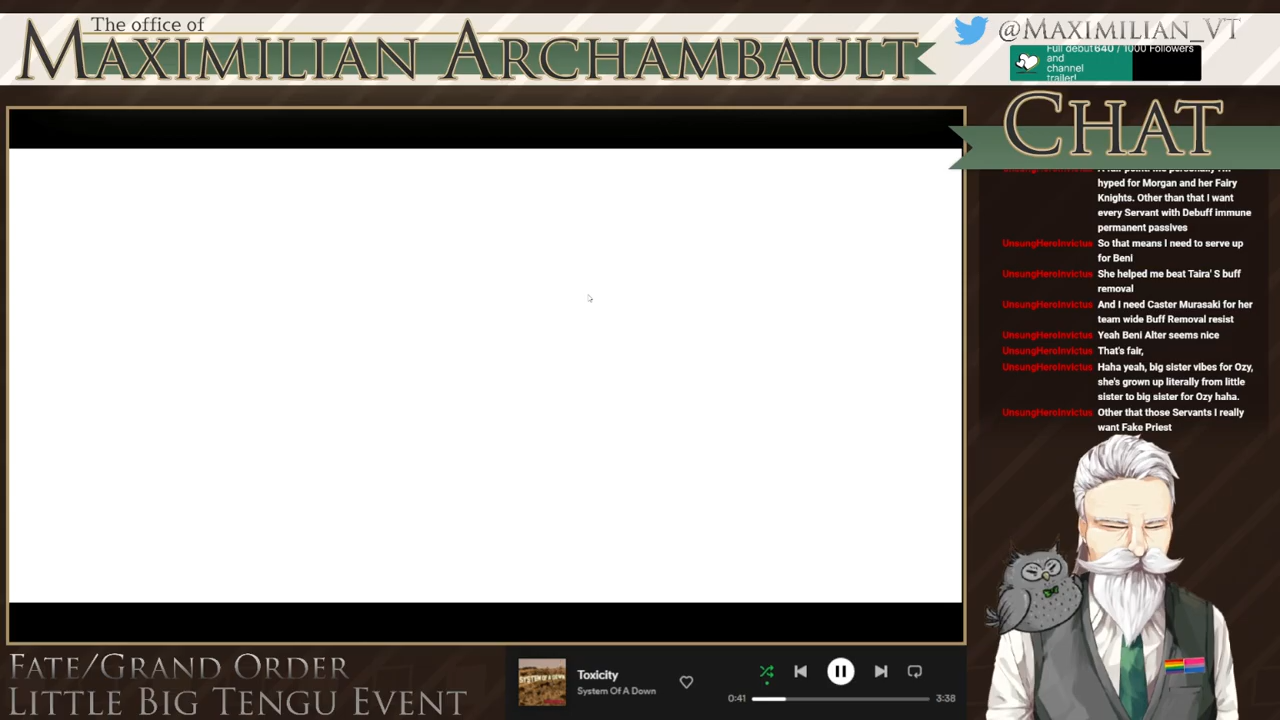 The office of
Maximilian Archambault
@Maximilian_VT
Full debut 640 / 1000 Followers
and
channel
trailer!
Chat
hyped for Morgan and her Fairy
Knights. Other than that I want
every Servant with Debuff immune
permanent passives
UnsungHeroInvictus So that means I need to serve up
for Beni
UnsungHeroInvictus She helped me beat Taira' S buff
removal
UnsungHeroInvictus And I need Caster Murasaki for her
team wide Buff Removal resist
UnsungHeroInvictus Yeah Beni Alter seems nice
UnsungHeroInvictus That's fair,
UnsungHeroInvictus Haha yeah, big sister vibes for Ozy,
she's grown up literally from little
sister to big sister for Ozy haha.
UnsungHeroInvictus Other that those Servants I really
want Fake Priest
Fate/Grand Order
Little Big Tengu Event
SYSTEM OF A DOWN
Toxicity
System Of A Down
0:41
3:38